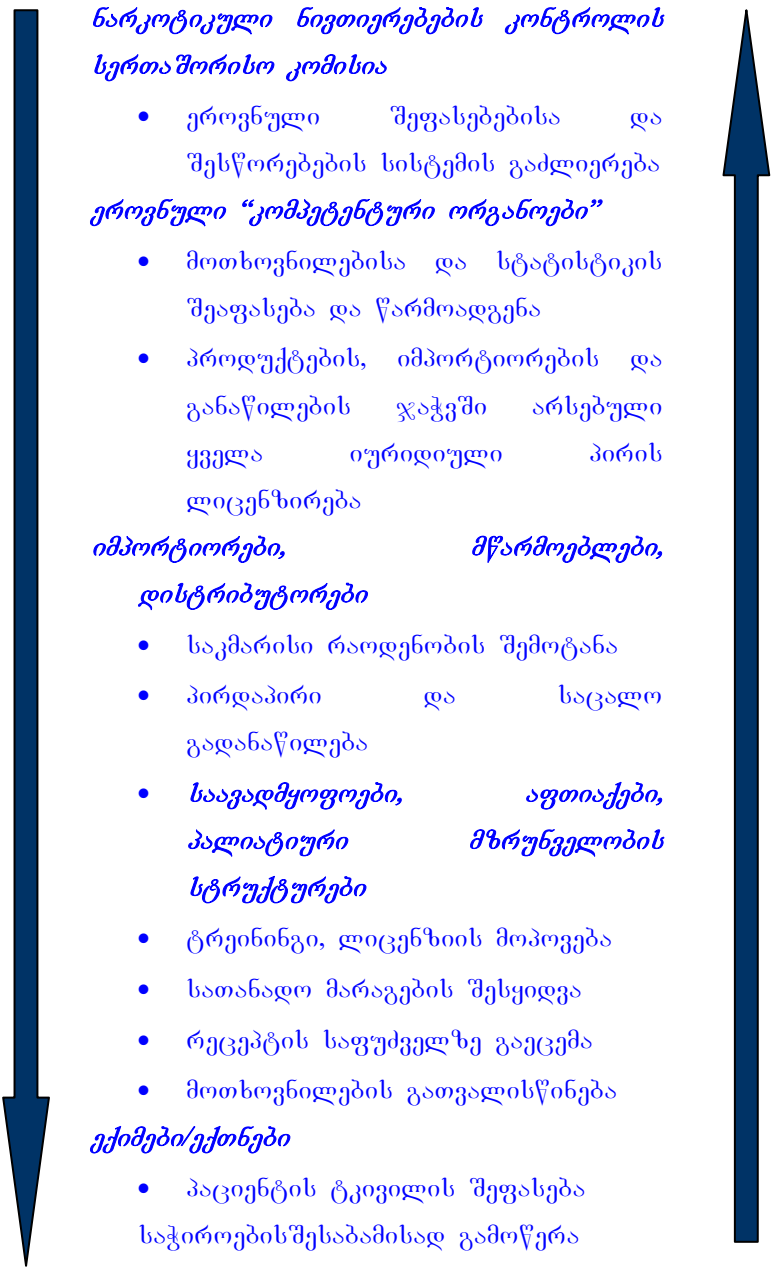 ნარკოტიკული ნივთიერებების კონტროლის
სერთაშორისო კომისია
• ეროვნული შეფასებებისა და
შესწორებების სისტემის გაძლიერება
ეროვნული “კომპეტენტური ორგანოები”
• მოთხოვნილებისა და სტატისტიკის
შეაფასება და წარმოადგენა
• პროდუქტების, იმპორტიორების და
განაწილების ჯაჭვში არსებული
ყველა იურიდიული პირის
ლიცენზირება
იმპორტიორები, მწარმოებლები,
დისტრიბუტორები
• საკმარისი რაოდენობის შემოტანა
• პირდაპირი და საცალო
გადანაწილება
• საავადმყოფოები, აფთიაქები,
პალიატიური მზრუნველობის
სტრუქტურები
• ტრეინინგი, ლიცენზიის მოპოვება
• სათანადო მარაგების შესყიდვა
• რეცეპტის საფუძველზე გაეცემა
• მოთხოვნილების გათვალისწინება
ექიმები/ექთნები
• პაციენტის ტკივილის შეფასება
საჭიროებისშესაბამისად გამოწერა